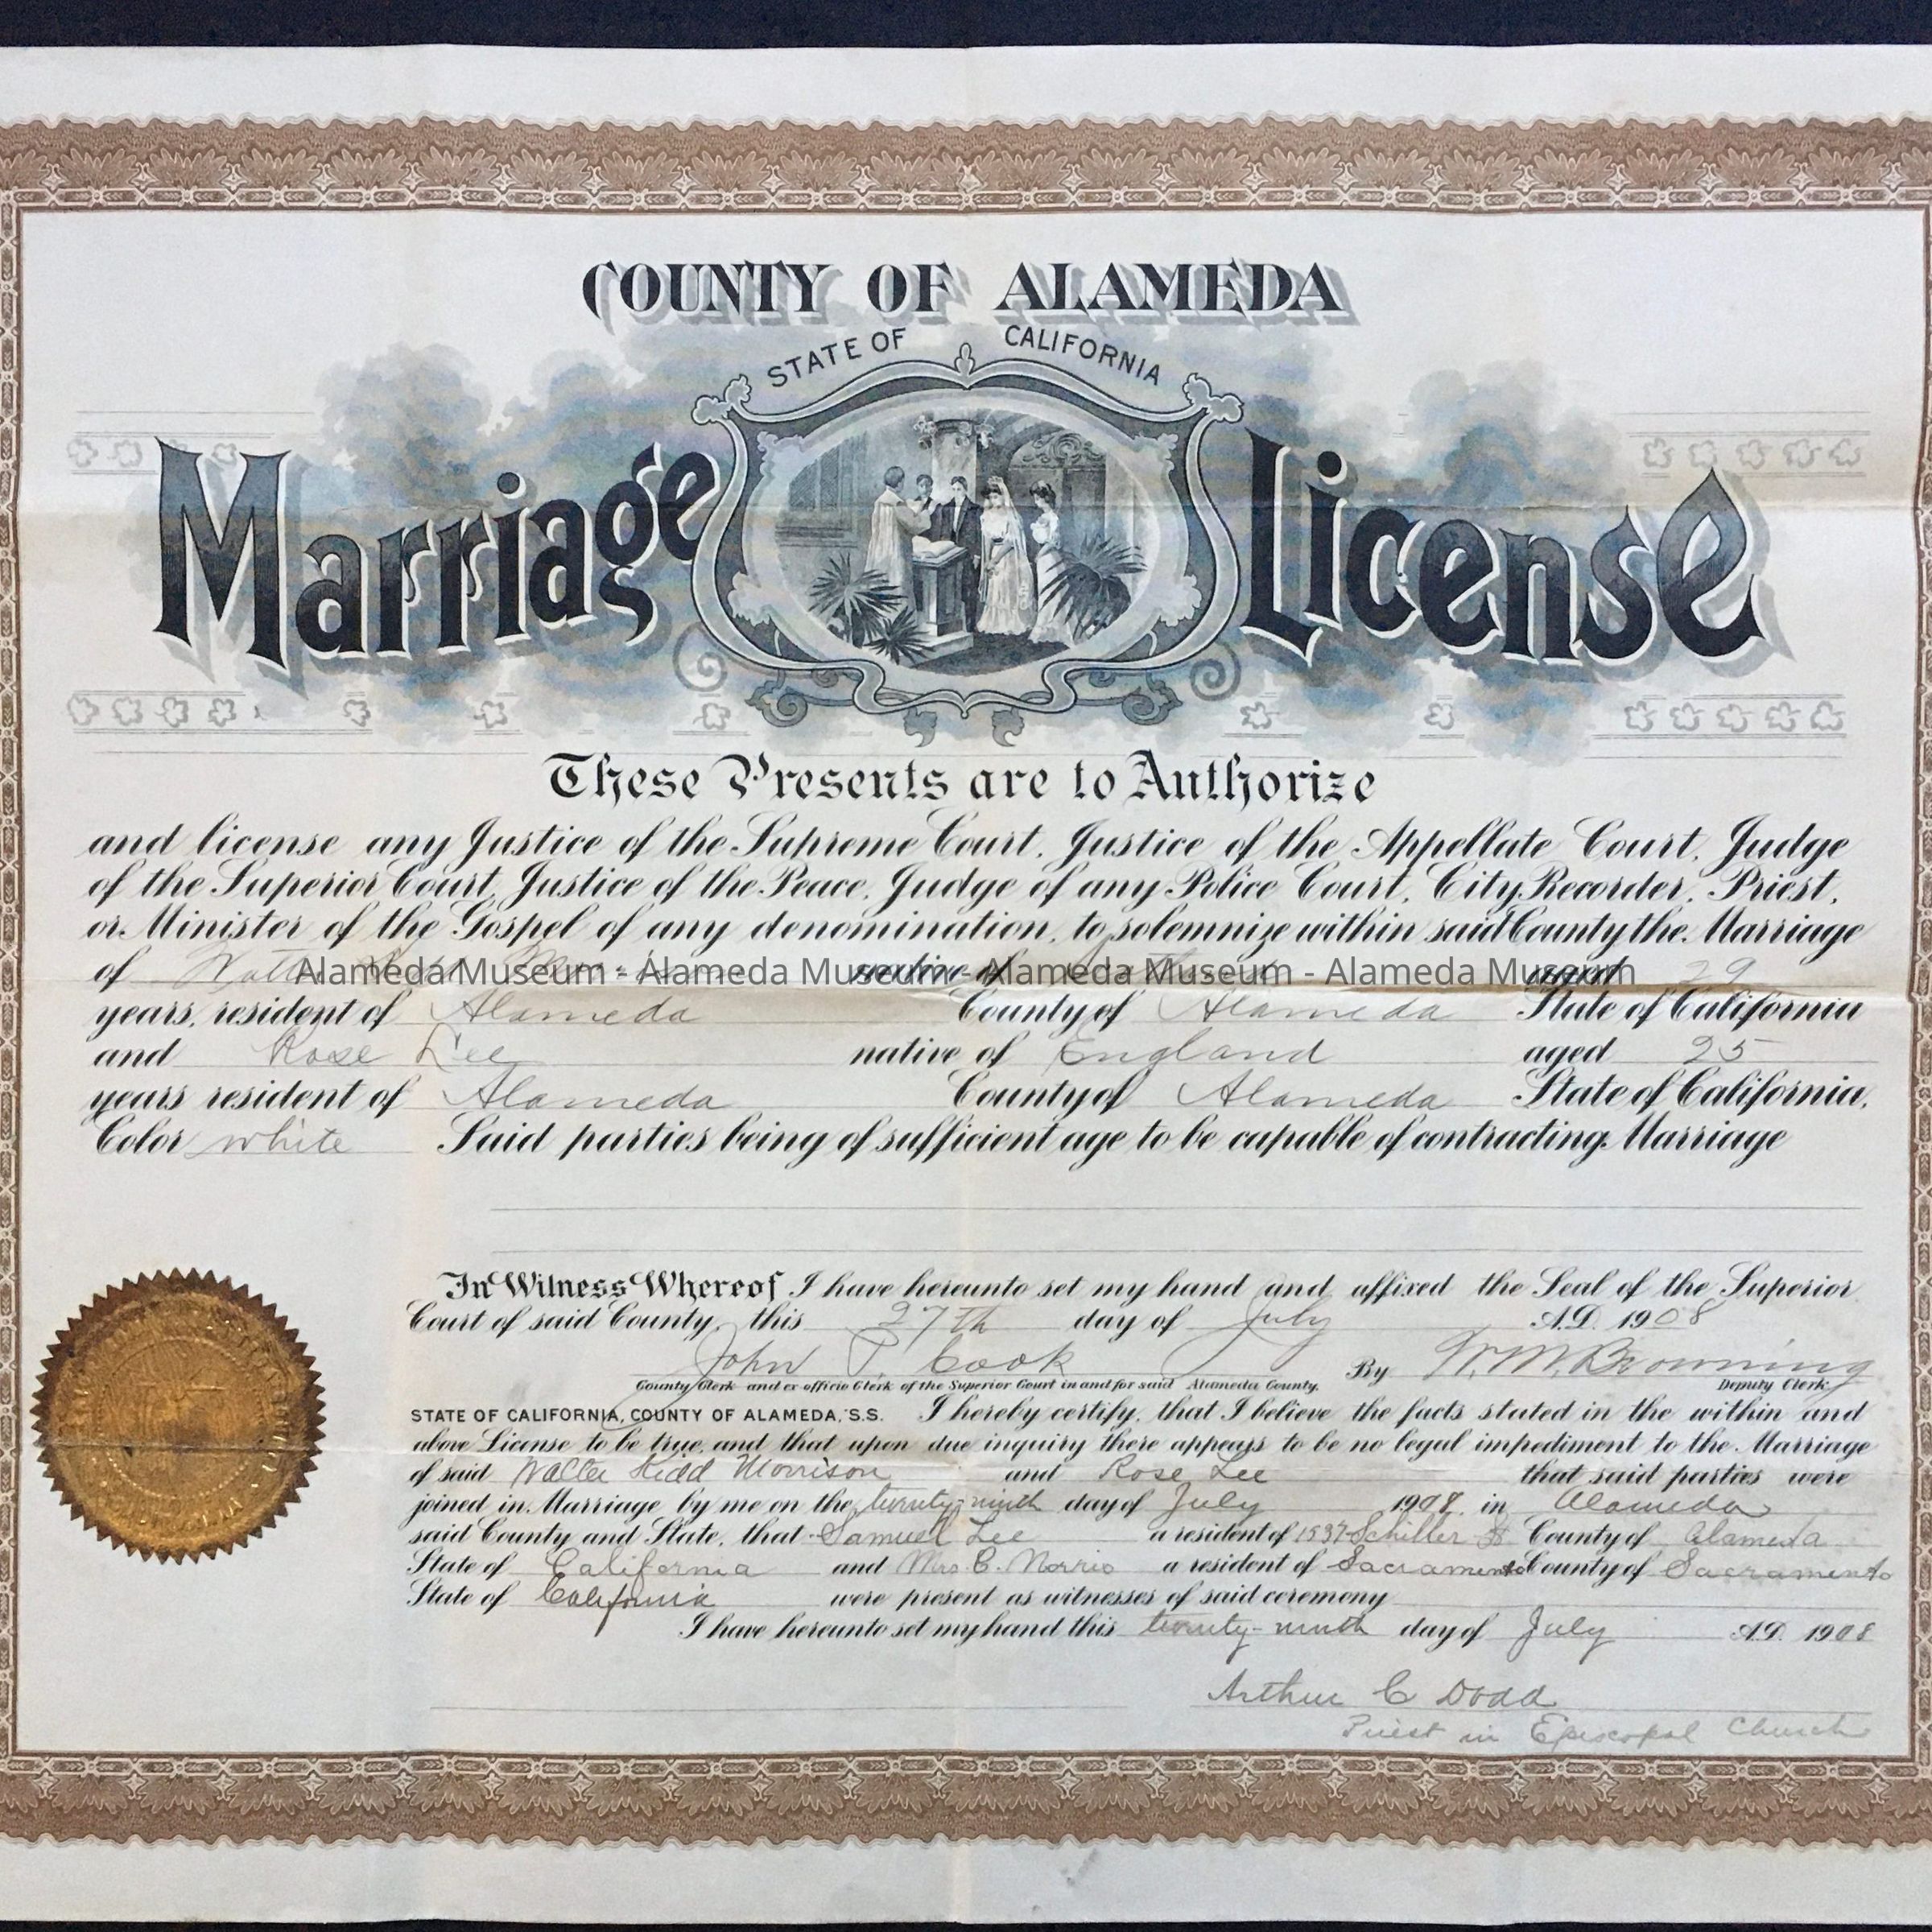 COUNTY OF ALAMEDA
STATE OF CALIFORNIA
Marriage License
These Presents are to Authorize
and license any Justice of the Supreme Court, Justice of the Appellate Court, Judge
of the Superior Court, Justice of the Peace, Judge of any Police Court, City Recorder, Priest,
or Minister of the Gospel of any denomination, to solemnize within said County the Marriage
of native of aged 29
Alameda Museum - Alameda Museum - Alameda Museum - Alameda Museum
years, resident of Alameda County of Alameda State of California
and Rose Lee native of England aged 25
years resident of Alameda County of Alameda State of California,
Color white Said parties being of sufficient age to be capable of contracting Marriage
In Witness Whereof I have hereunto set my hand and affixed the Seal of the Superior
Court of said County, this 27th day of July A.D. 1908
John P. Cook By W. M. Browning
County Clerk and ex-officio Clerk of the Superior Court in and for said Alameda County. Deputy Clerk
STATE OF CALIFORNIA, COUNTY OF ALAMEDA, S.S. I hereby certify, that I believe the facts stated in the within and
above License to be true, and that upon due inquiry there appears to be no legal impediment to the Marriage
of said Walter Kidd Morrison and Rose Lee that said parties were
joined in Marriage by me on the twenty-ninth day of July 1908, in Alameda
said County and State, that Samuel Lee a resident of 1537 Schiller St County of Alameda
State of California and Mrs. C. Norris a resident of Sacramento County of Sacramento
State of California were present as witnesses of said ceremony
I have hereunto set my hand this twenty-ninth day of July A.D. 1908
Arthur C Dodd
Priest in Episcopal Church